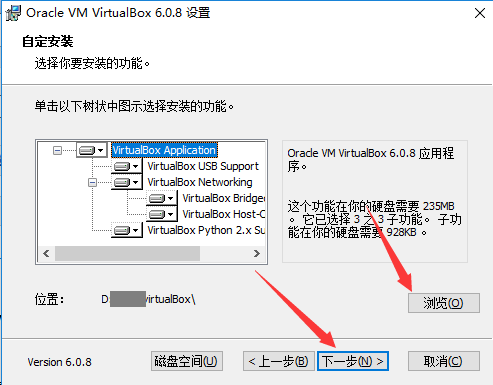 Oracle VM VirtualBox 6.0.8 设置
自定安装
选择你要安装的功能。
单击以下树状中图示选择安装的功能。
VirtualBox Application
VirtualBox USB Support
VirtualBox Networking
VirtualBox Bridge
VirtualBox Host-O
VirtualBox Python 2.x Su
Oracle VM VirtualBox 6.0.8 应用程
序。
这个功能在你的硬盘需要 235MB
。 它已选择 3 之 3 子功能。 子功
能在你的硬盘需要 928KB 。
位置： D virtualBox\
浏览(O)
Version 6.0.8 磁盘空间(U) < 上一步(B) 下一步(N) > 取消(C)